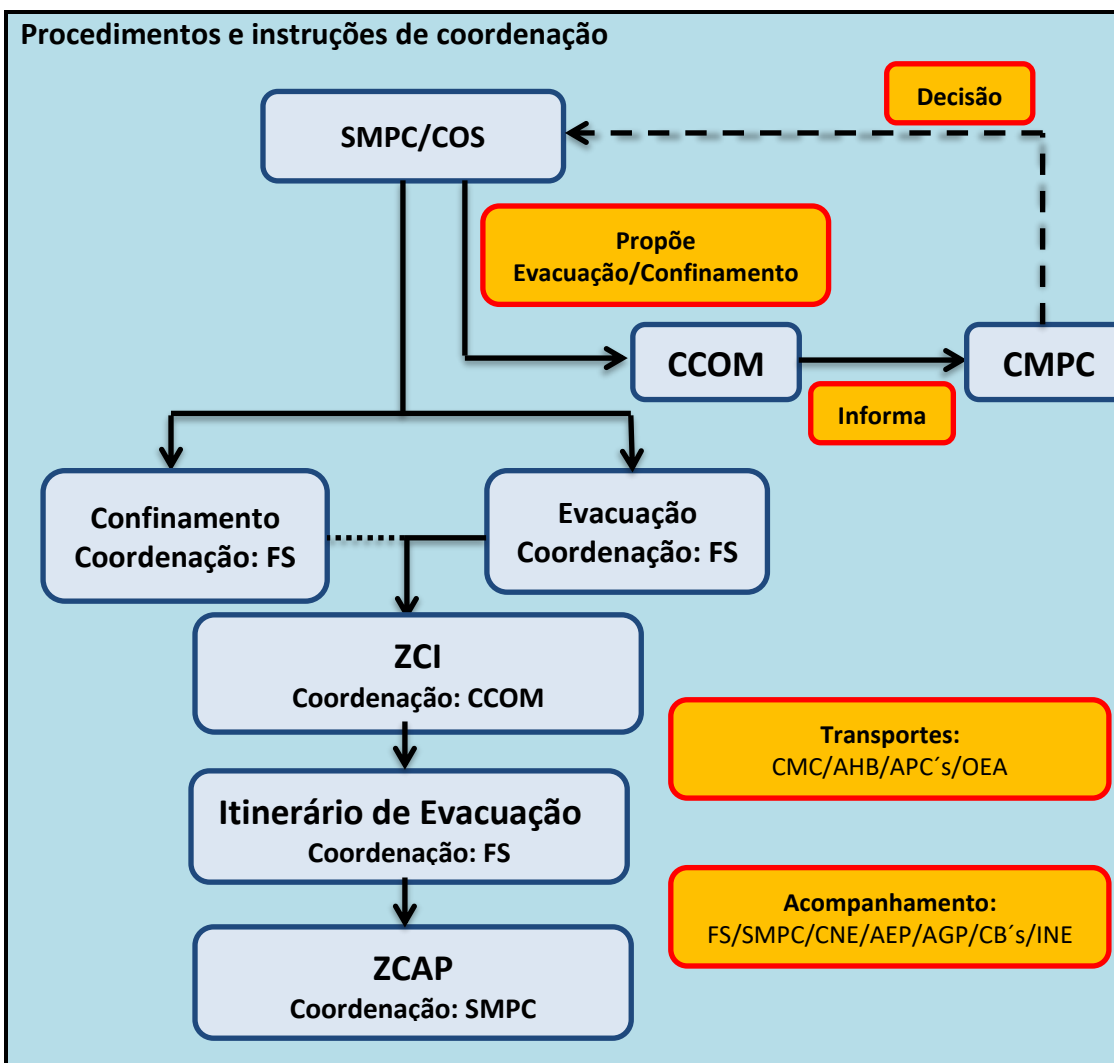 Procedimentos e instruções de coordenação
Decisão
SMPC/COS
Propõe
Evacuação/Confinamento
CCOM
CMPC
Informa
Confinamento
Coordenação: FS
Evacuação
Coordenação: FS
ZCI
Coordenação: CCOM
Transportes:
CMC/AHB/APC´s/OEA
Itinerário de Evacuação
Coordenação: FS
Acompanhamento:
FS/SMPC/CNE/AEP/AGP/CB´s/INE
ZCAP
Coordenação: SMPC